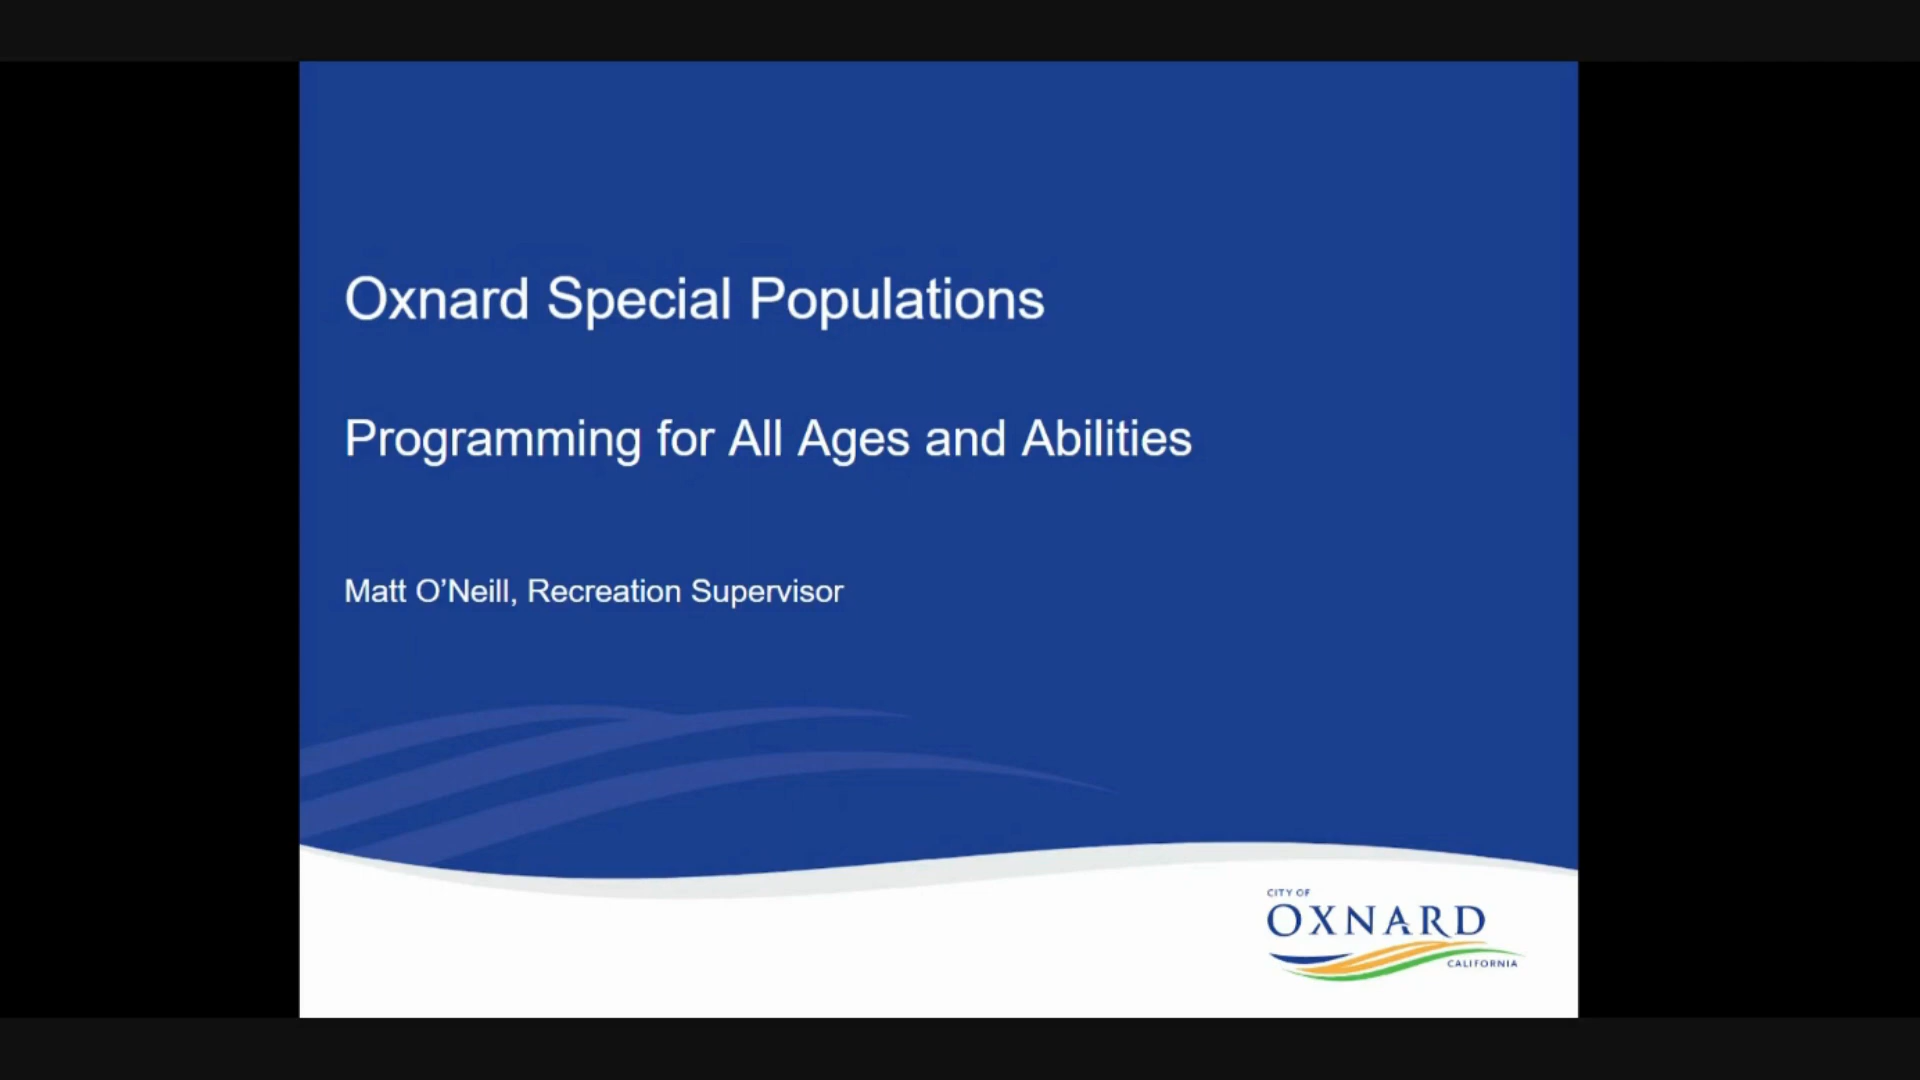 Oxnard Special Populations
Programming for All Ages and Abilities
Matt O’Neill, Recreation Supervisor
CITY OF
OXNARD
CALIFORNIA